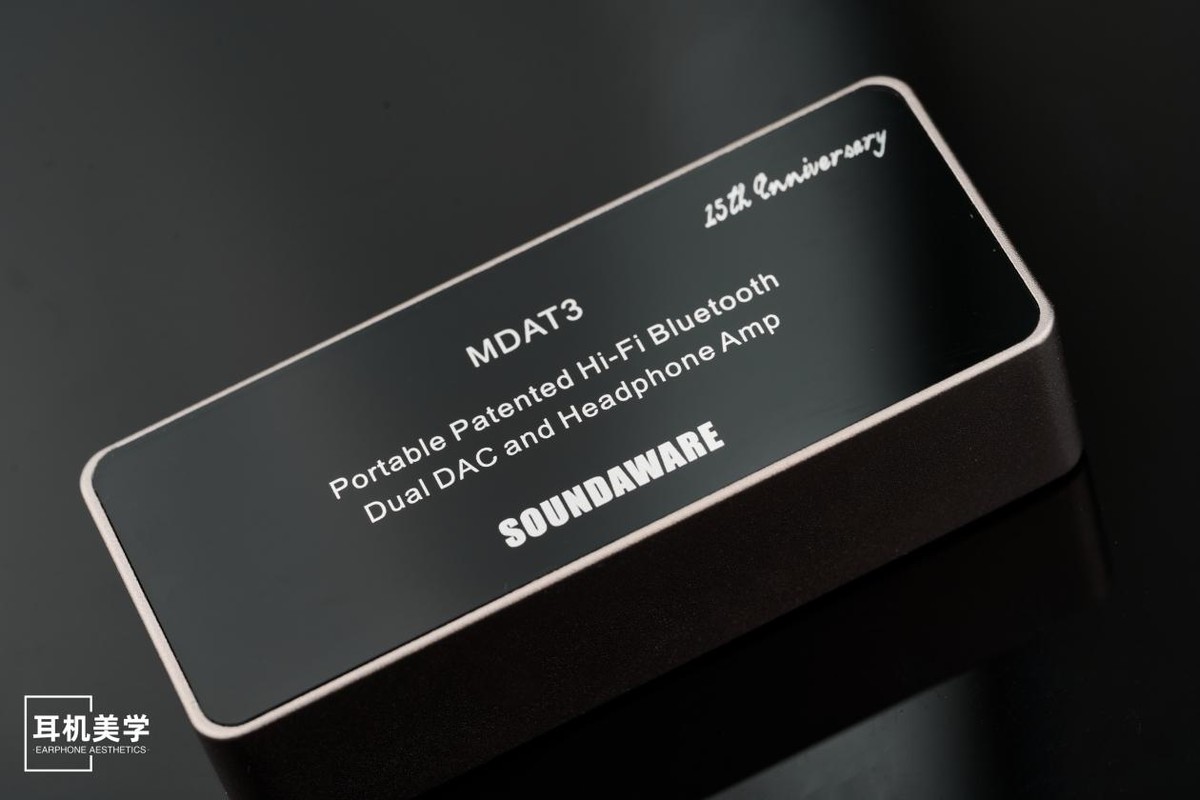 15th Anniversary
MDAT3
Portable Patented Hi-Fi Bluetooth
Dual DAC and Headphone Amp
SOUNDAWARE
耳机美学
·EARPHONE AESTHETICS·